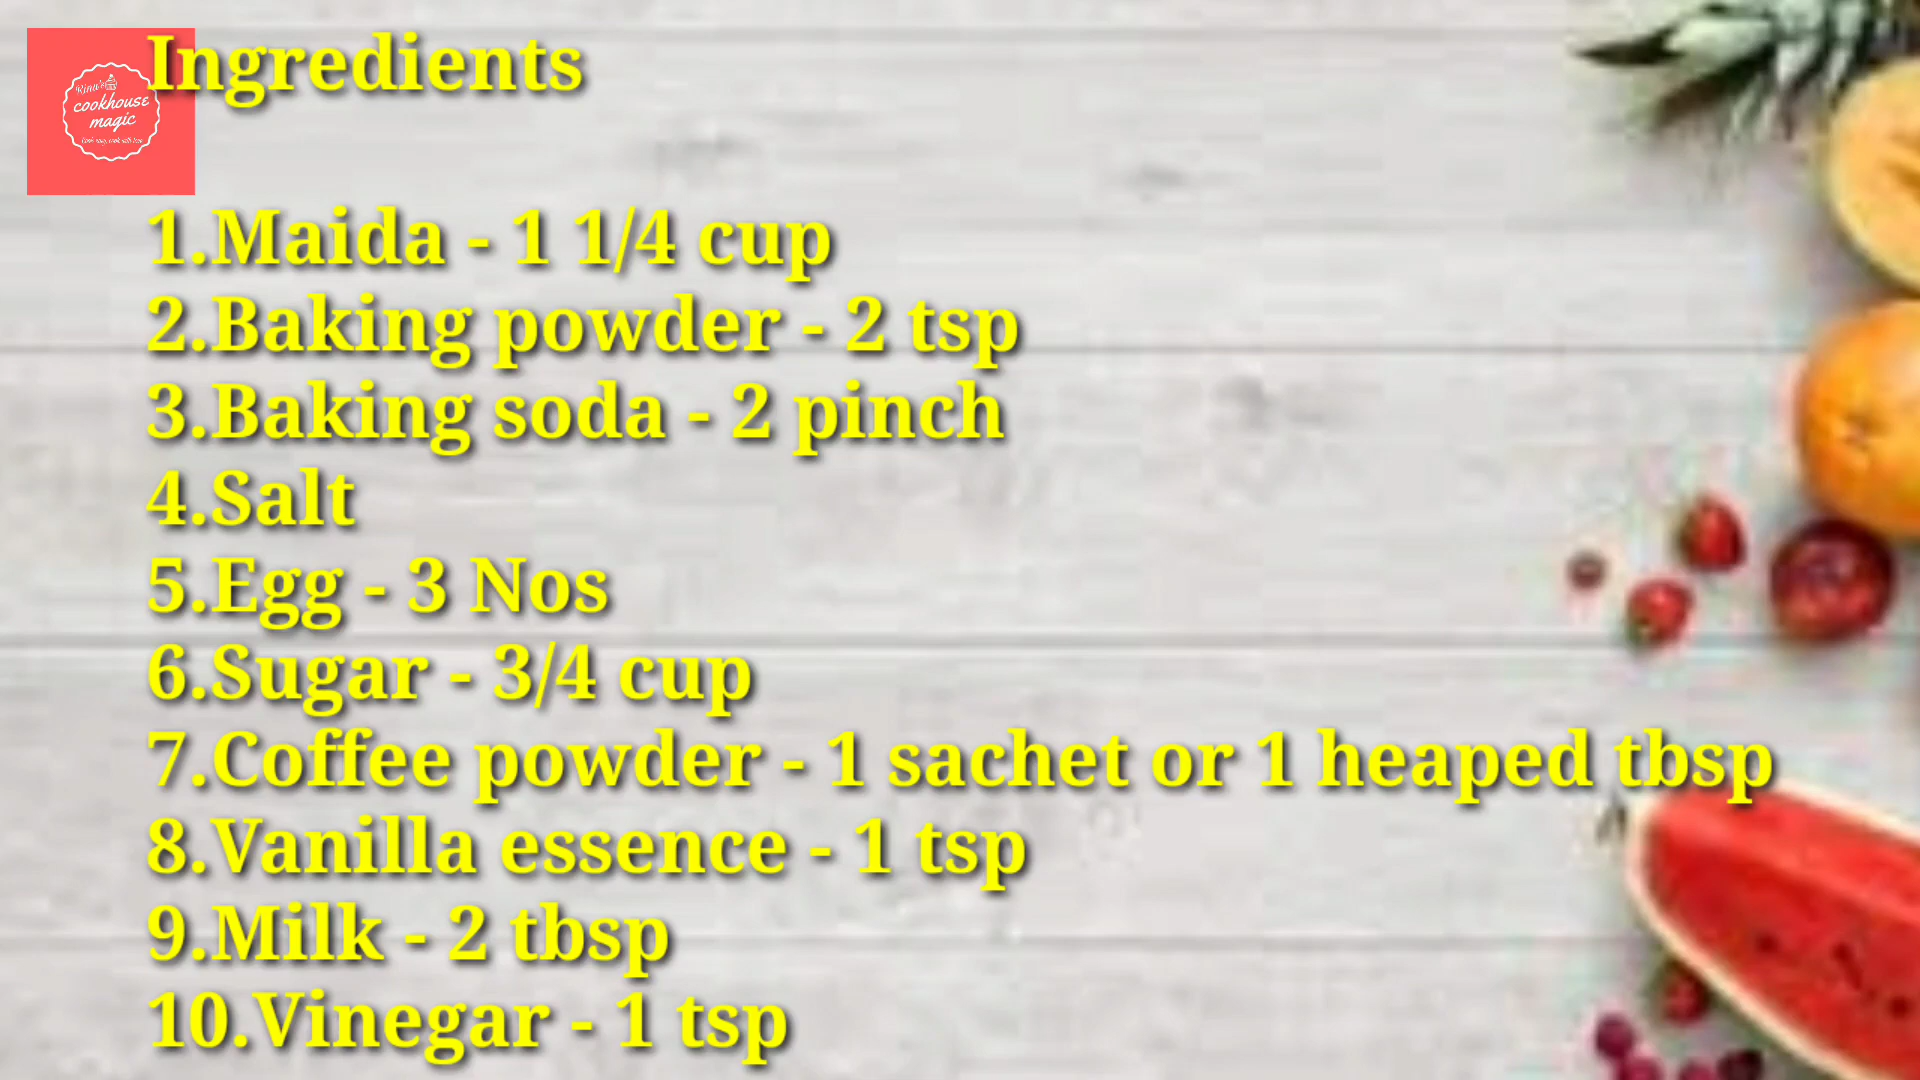 Ingredients
cookhouse
magic
1.Maida - 1 1/4 cup
2.Baking powder - 2 tsp
3.Baking soda - 2 pinch
4.Salt
5.Egg - 3 Nos
6.Sugar - 3/4 cup
7.Coffee powder - 1 sachet or 1 heaped tbsp
8.Vanilla essence - 1 tsp
9.Milk - 2 tbsp
10.Vinegar - 1 tsp